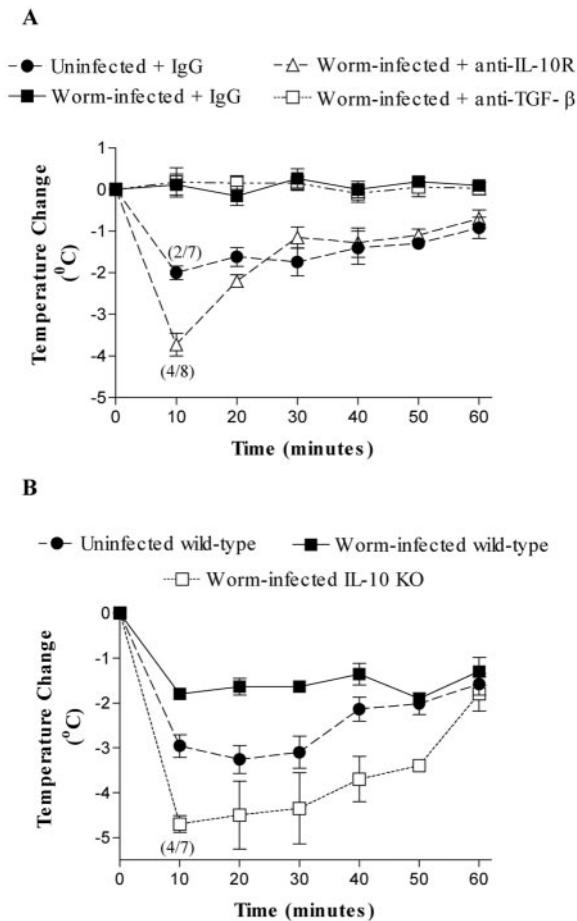 A
Uninfected + IgG
Worm-infected + anti-IL-10R
Worm-infected + IgG
Worm-infected + anti-TGF- β
Temperature Change
(⁰C)
1
0
-1
-2
-3
-4
-5
(2/7)
(4/8)
0 10 20 30 40 50 60
Time (minutes)
B
Uninfected wild-type
Worm-infected wild-type
Worm-infected IL-10 KO
Temperature Change
(⁰C)
0
-1
-2
-3
-4
-5
(4/7)
0 10 20 30 40 50 60
Time (minutes)